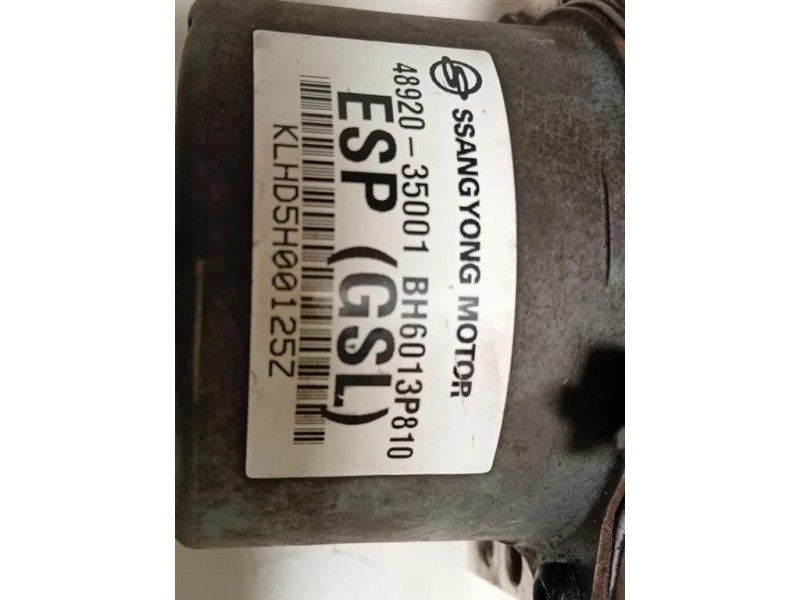 SSANGYONG MOTOR
48920-35001 BH6013P810
ESP (GSL)
KLHD5H00125Z